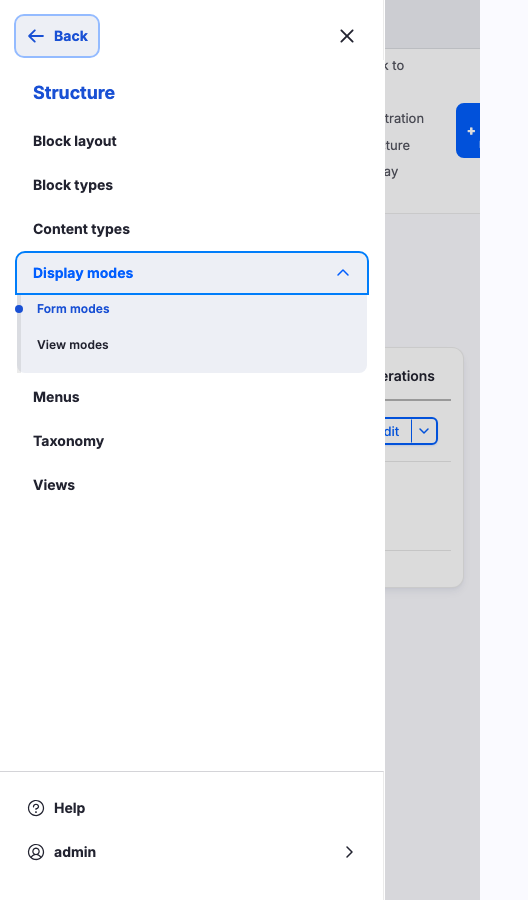 Back
Structure
Block layout
Block types
Content types
Display modes
Form modes
View modes
Menus
Taxonomy
Views
Help
admin
to
+